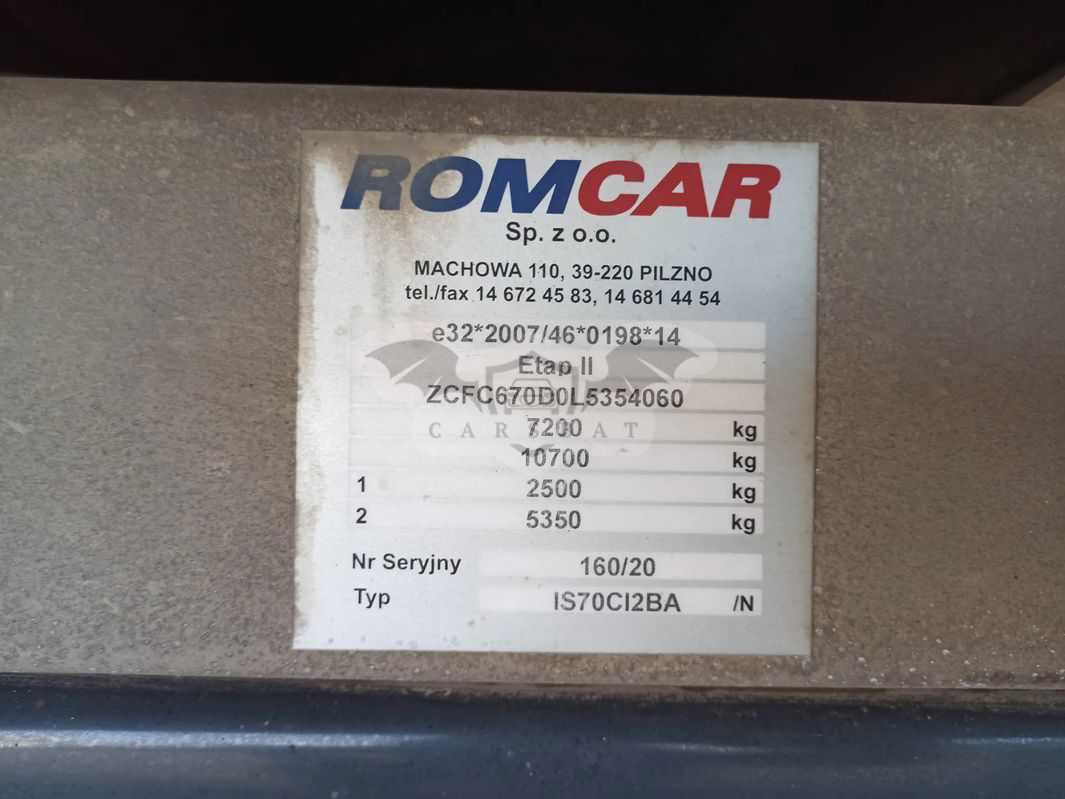 ROMCAR
Sp. z o.o.
MACHOWA 110, 39-220 PILZNO
tel./fax 14 672 45 83, 14 681 44 54
e32*2007/46*0198*14
Etap II
ZCFC670D0L5354060
7200 kg
CARSBAT
10700 kg
1 2500 kg
2 5350 kg
Nr Seryjny 160/20
Typ IS70CI2BA /N